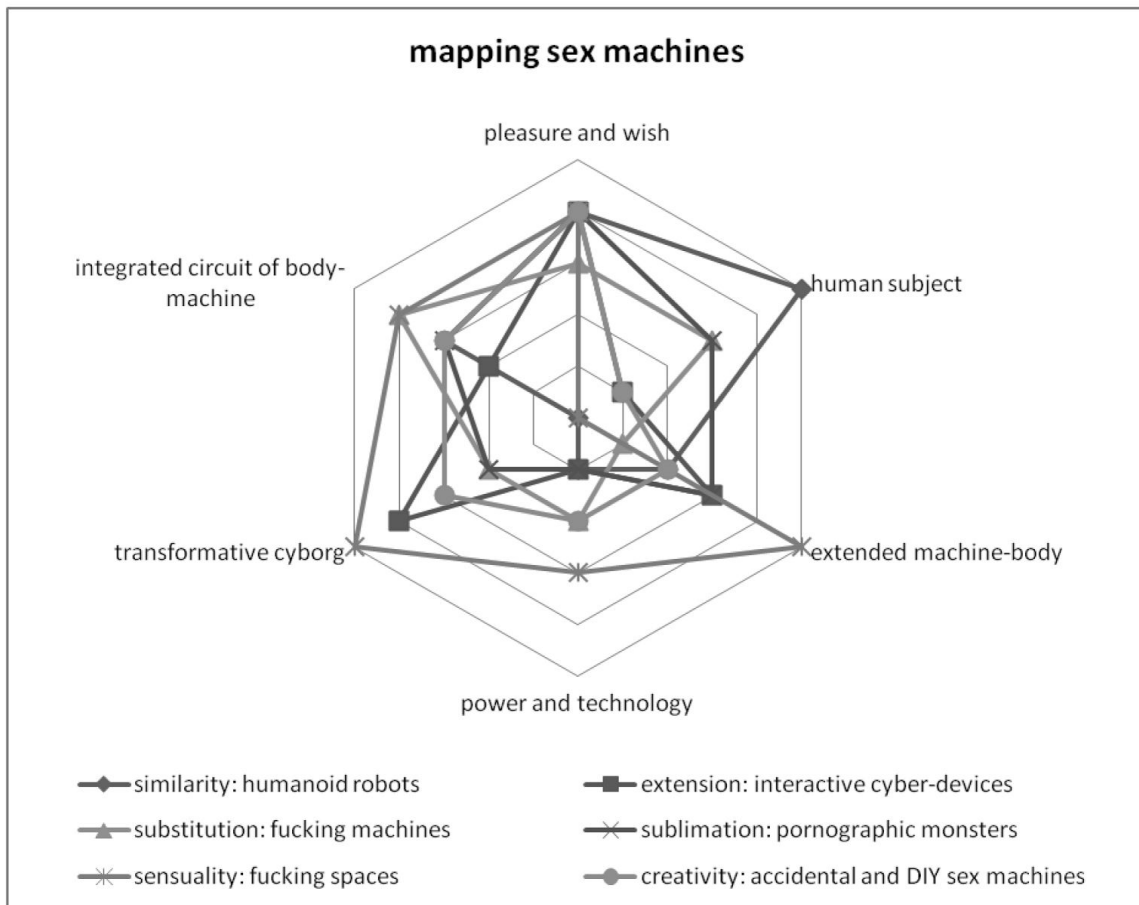 mapping sex machines
pleasure and wish
integrated circuit of body-
machine
human subject
transformative cyborg
extended machine-body
power and technology
similarity: humanoid robots
extension: interactive cyber-devices
substitution: fucking machines
sublimation: pornographic monsters
sensuality: fucking spaces
creativity: accidental and DIY sex machines